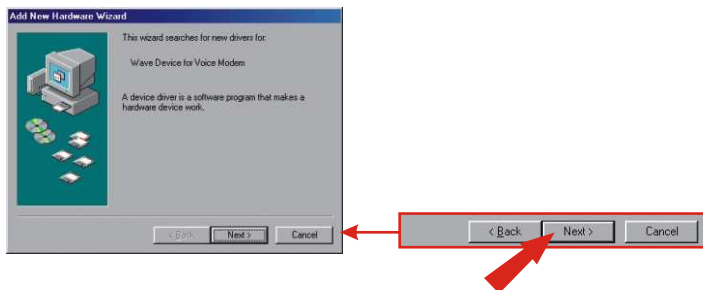 Add New Hardware Wizard
This wizard searches for new drivers for:
Wave Device for Voice Modem
A device driver is a software program that makes a
hardware device work.
< Back Next > Cancel
< Back Next > Cancel